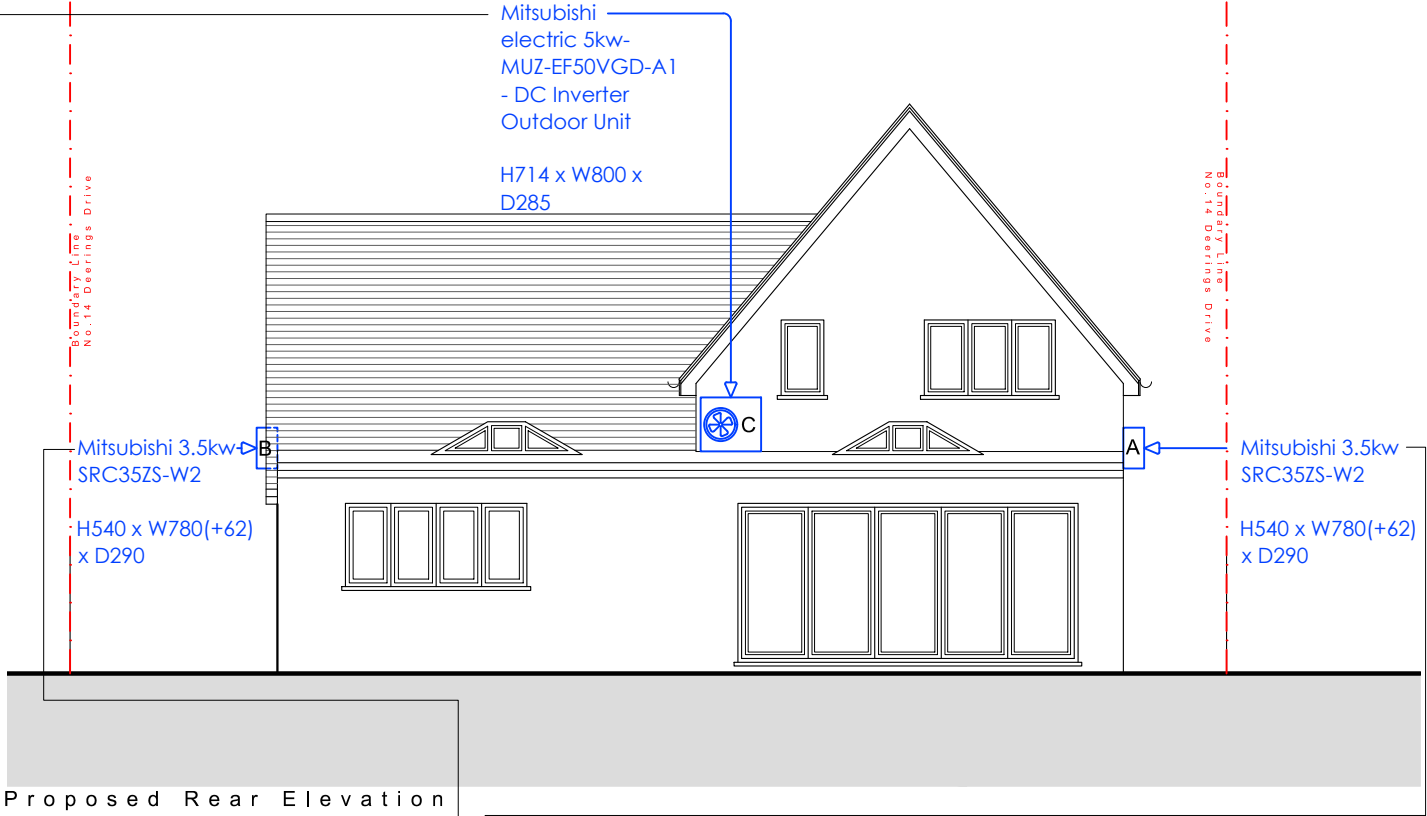 Mitsubishi
electric 5kw-
MUZ-EF50VGD-A1
- DC Inverter
Outdoor Unit
H714 x W800 x
D285
Boundary Line
No.14 Deerings Drive
Boundary Line
No.14 Deerings Drive
C
B
A
Mitsubishi 3.5kw
SRC35ZS-W2
H540 x W780(+62)
x D290
Mitsubishi 3.5kw
SRC35ZS-W2
H540 x W780(+62)
x D290
Proposed Rear Elevation